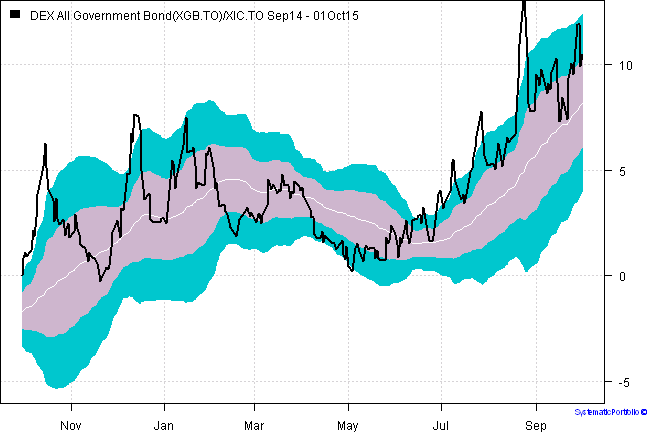 DEX All Government Bond(XGB.TO)/XIC.TO Sep14 - 01Oct15
10
5
0
-5
Nov Jan Mar May Jul Sep
SystematicPortfolio ©